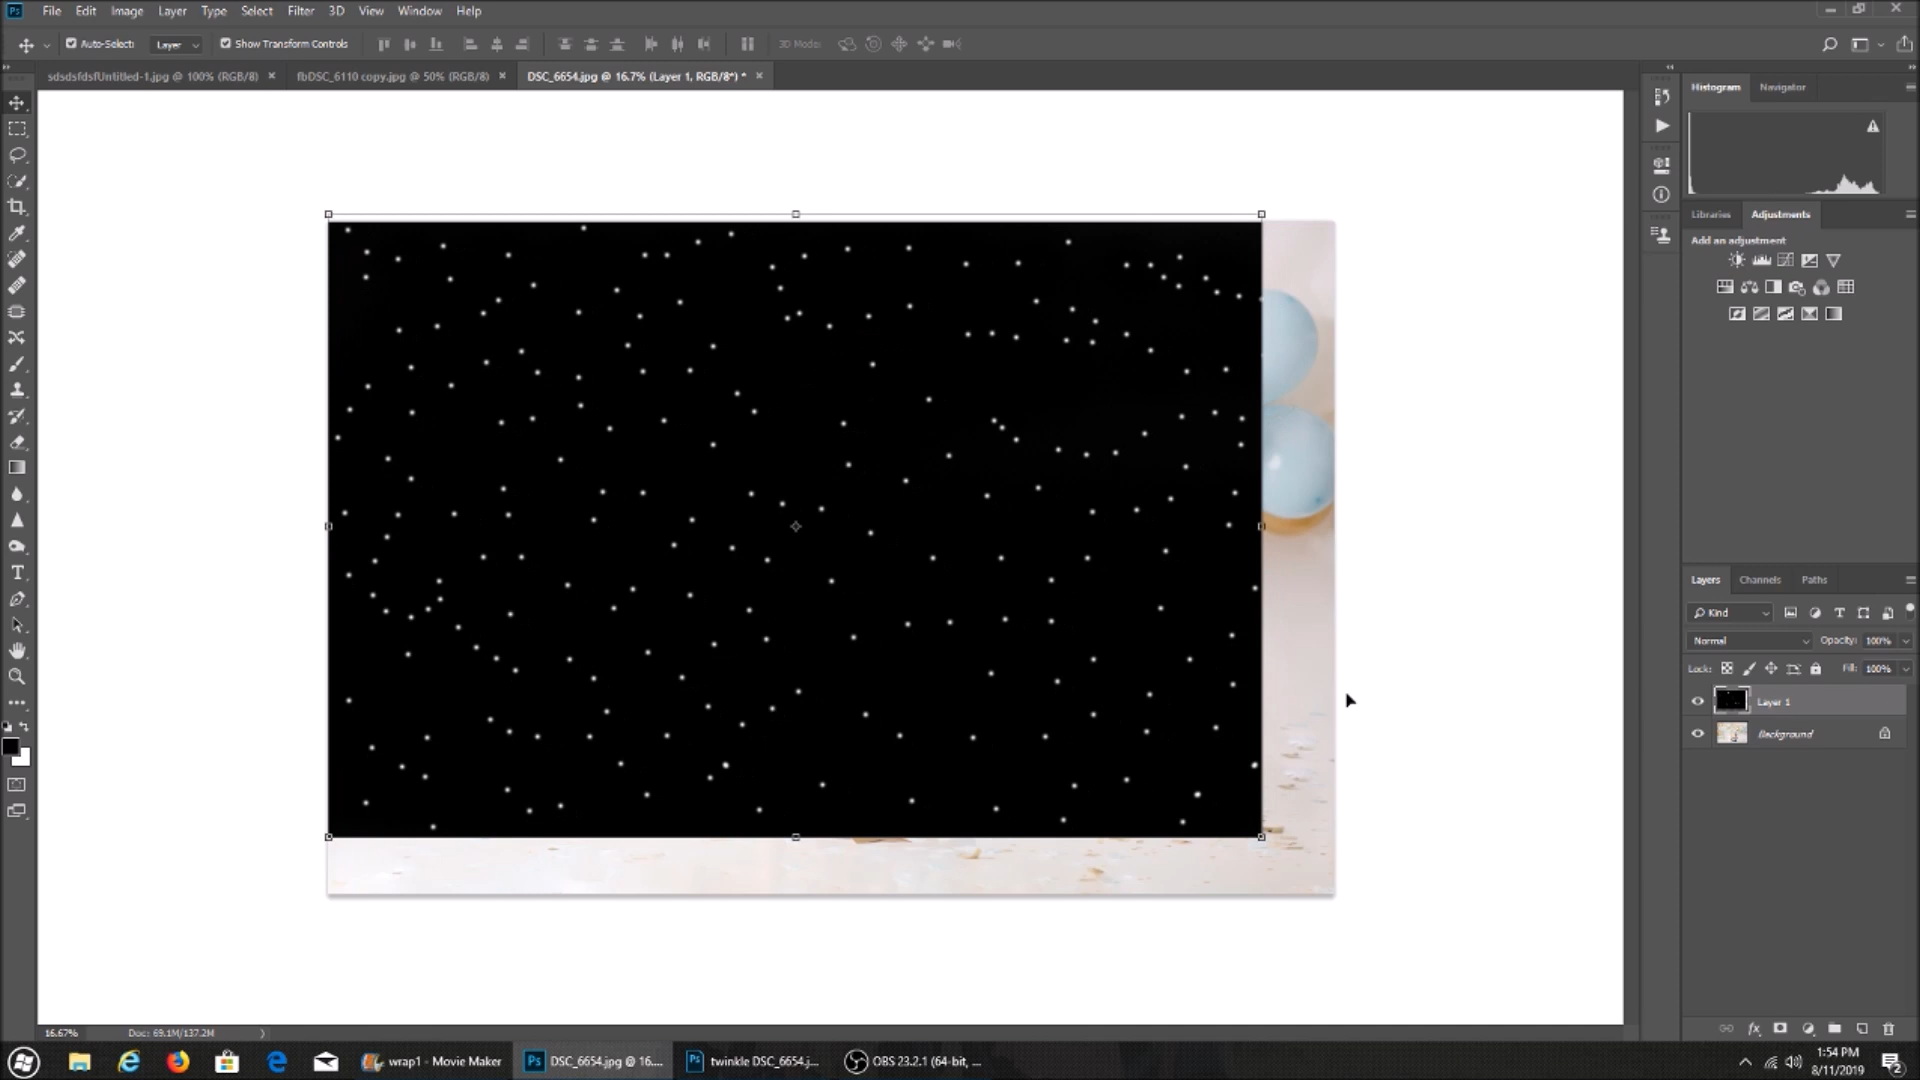 Ps File Edit Image Layer Type Select Filter 3D View Window Help
Auto-Select: Layer Show Transform Controls 3D Mode:
sdsdsfdsfUntitled-1.jpg @ 100% (RGB/8) fbDSC_6110 copy.jpg @ 50% (RGB/8) DSC_6654.jpg @ 16.7% (Layer 1, RGB/8*) *
Histogram Navigator
Libraries Adjustments
Add an adjustment
Layers Channels Paths
Kind
Normal Opacity: 100%
Lock: Fill: 100%
Layer 1
Background
16.67% Doc: 69.1M/137.2M
wrap1 - Movie Maker Ps DSC_6654.jpg @ 16.... Ps twinkle DSC_6654.j... OBS 23.2.1 (64-bit, ...
1:54 PM
8/11/2019
2